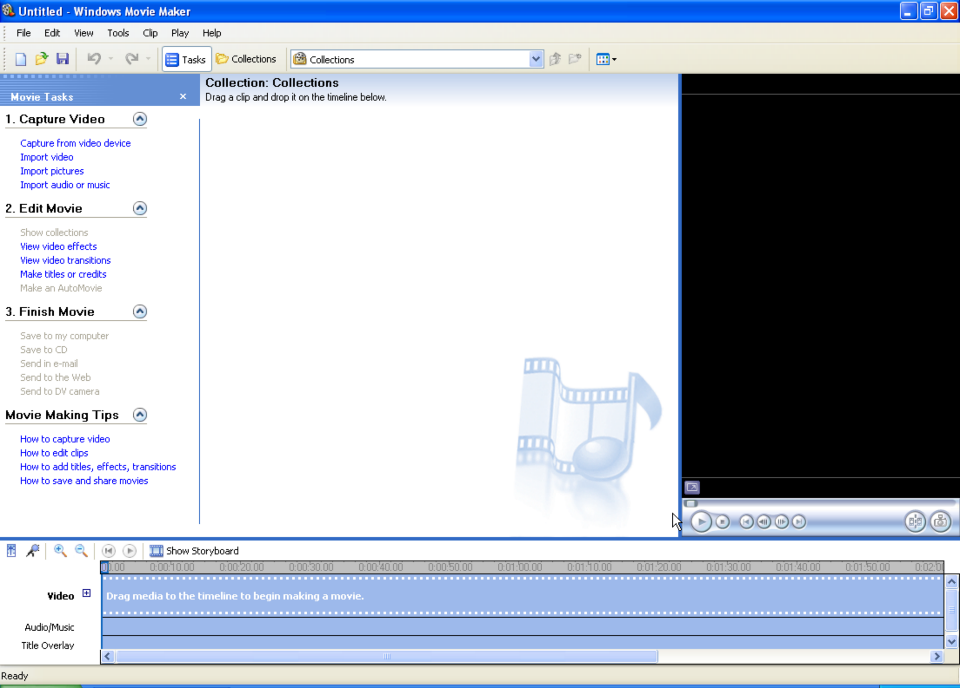 Untitled - Windows Movie Maker
File Edit View Tools Clip Play Help
Tasks Collections Collections
Movie Tasks
Collection: Collections
Drag a clip and drop it on the timeline below.
1. Capture Video
Capture from video device
Import video
Import pictures
Import audio or music
2. Edit Movie
Show collections
View video effects
View video transitions
Make titles or credits
Make an AutoMovie
3. Finish Movie
Save to my computer
Save to CD
Send in e-mail
Send to the Web
Send to DV camera
Movie Making Tips
How to capture video
How to edit clips
How to add titles, effects, transitions
How to save and share movies
Show Storyboard
0:00:10.00 0:00:20.00 0:00:30.00 0:00:40.00 0:00:50.00 0:01:00.00 0:01:10.00 0:01:20.00 0:01:30.00 0:01:40.00 0:01:50.00
Video
Drag media to the timeline to begin making a movie.
Audio/Music
Title Overlay
Ready